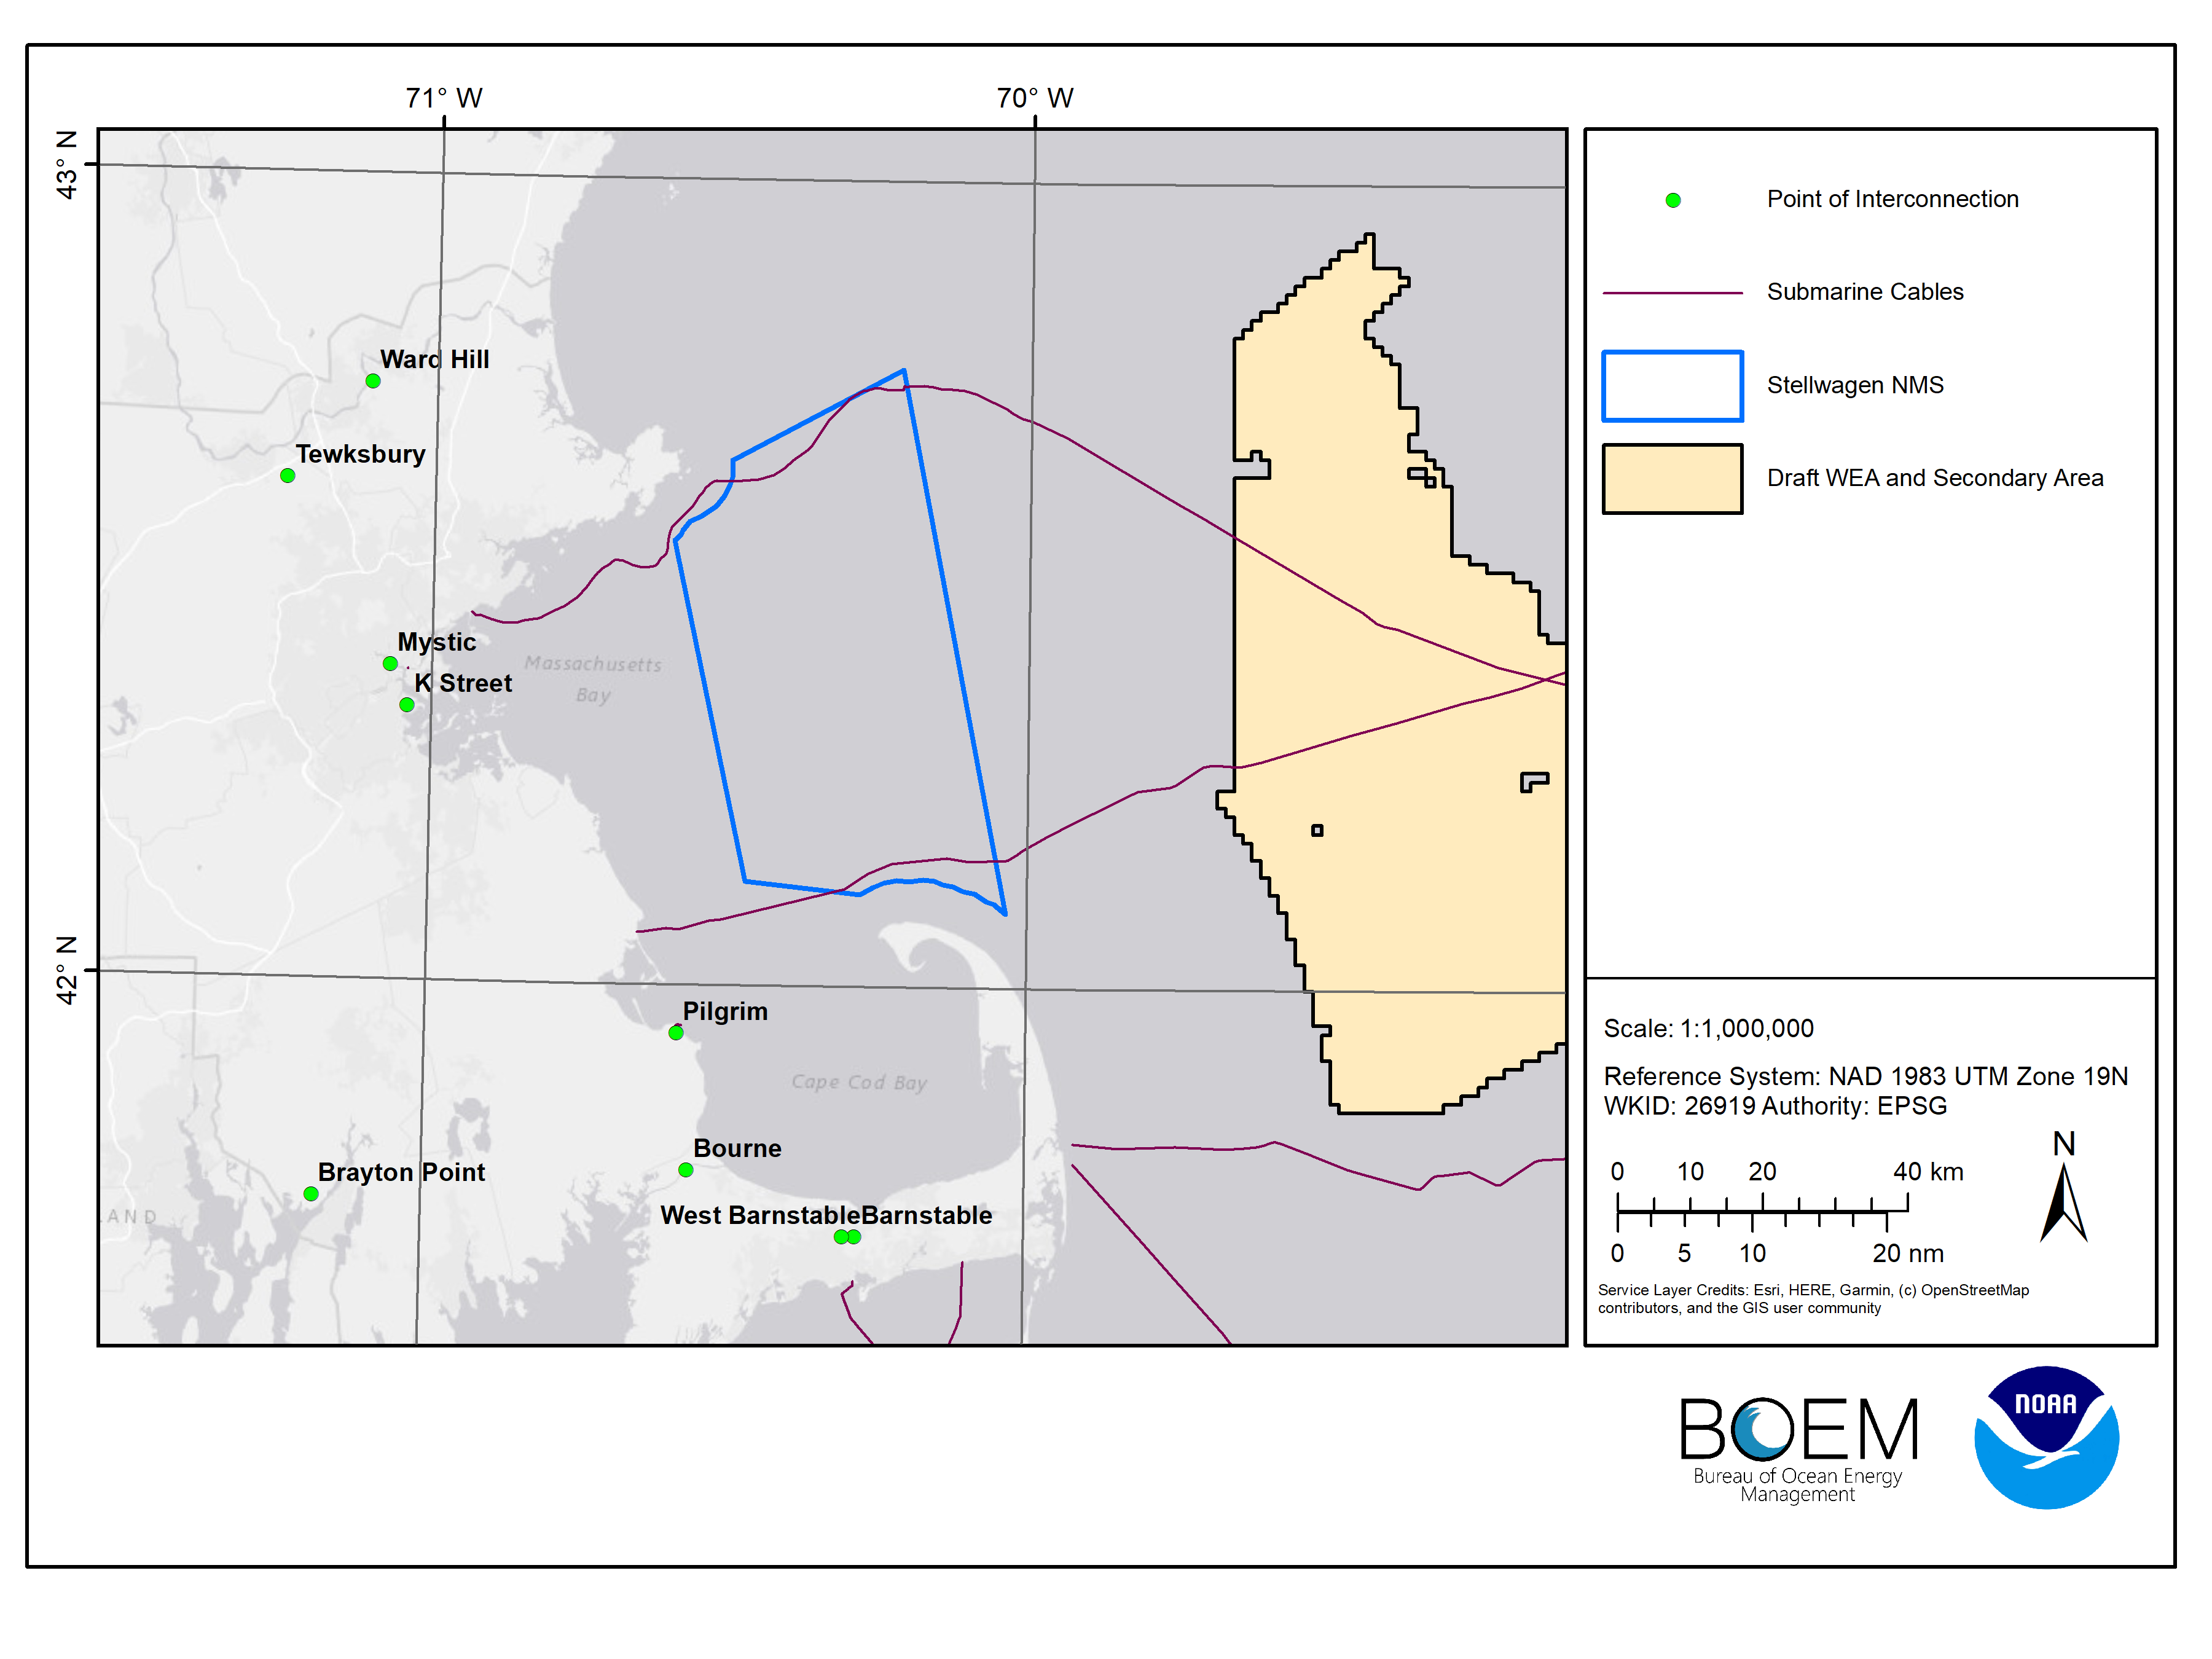 71° W
70° W
43° N
42° N
Ward Hill
Tewksbury
Mystic
K Street
Massachusetts
Bay
Pilgrim
Cape Cod Bay
Bourne
Brayton Point
West Barnstable
Barnstable
LAND
Point of Interconnection
Submarine Cables
Stellwagen NMS
Draft WEA and Secondary Area
Scale: 1:1,000,000
Reference System: NAD 1983 UTM Zone 19N
WKID: 26919 Authority: EPSG
N
0 10 20 40 km
0 5 10 20 nm
Service Layer Credits: Esri, HERE, Garmin, (c) OpenStreetMap
contributors, and the GIS user community
BOEM
Bureau of Ocean Energy
Management
NOAA